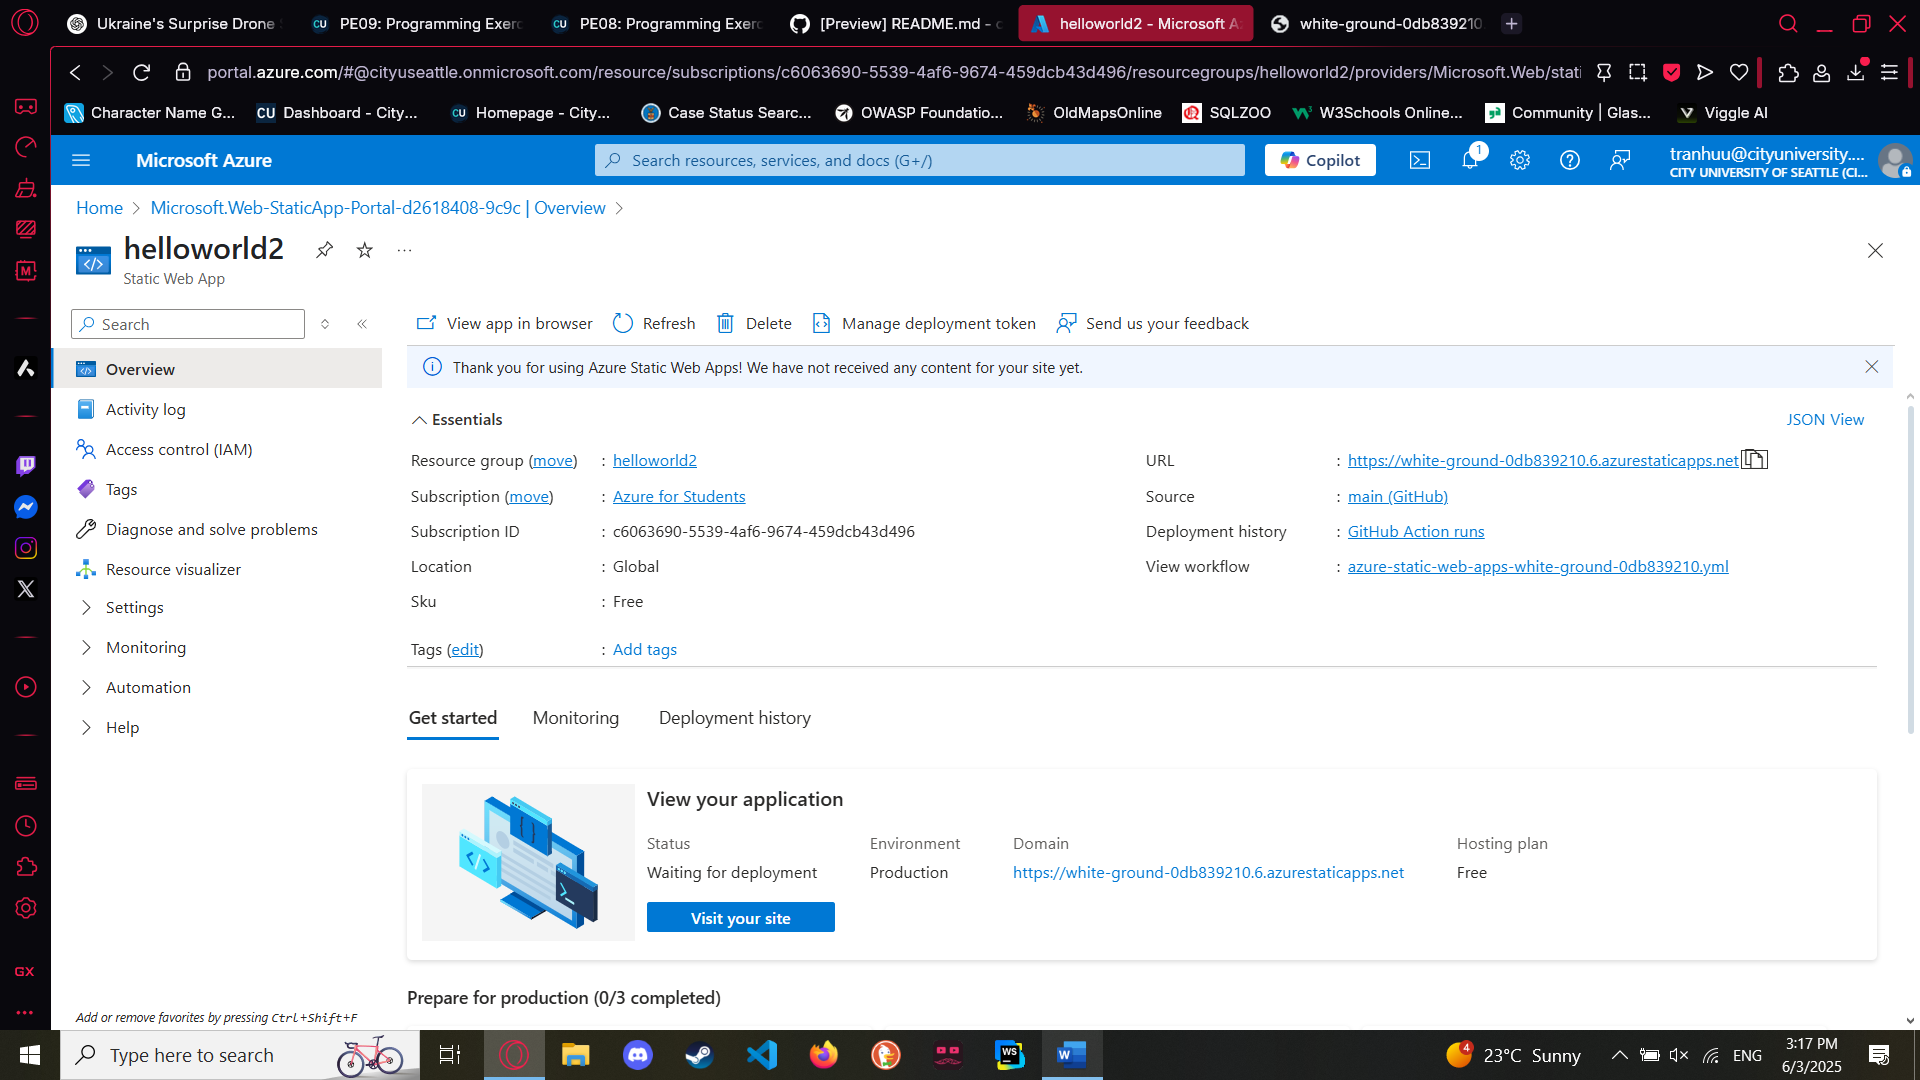 Ukraine's Surprise Drone
CU PE09: Programming Exerc
CU PE08: Programming Exerc
[Preview] README.md - c
helloworld2 - Microsoft A
white-ground-0db839210
portal.azure.com/#@cityuseattle.onmicrosoft.com/resource/subscriptions/c6063690-5539-4af6-9674-459dcb43d496/resourcegroups/helloworld2/providers/Microsoft.Web/stati
Character Name G...
CU Dashboard - City...
CU Homepage - City...
Case Status Searc...
OWASP Foundatio...
OldMapsOnline
SQLZOO
W3Schools Online...
Community | Glas...
Viggle AI
Microsoft Azure
Search resources, services, and docs (G+/)
Copilot
1
tranhuu@cityuniversity....
CITY UNIVERSITY OF SEATTLE (CI...
Home > Microsoft.Web-StaticApp-Portal-d2618408-9c9c | Overview >
helloworld2
Static Web App
Search
View app in browser
Refresh
Delete
Manage deployment token
Send us your feedback
Thank you for using Azure Static Web Apps! We have not received any content for your site yet.
Overview
Activity log
Access control (IAM)
Tags
Diagnose and solve problems
Resource visualizer
Settings
Monitoring
Automation
Help
Add or remove favorites by pressing Ctrl+Shift+F
Essentials
JSON View
Resource group (move) : helloworld2
Subscription (move) : Azure for Students
Subscription ID : c6063690-5539-4af6-9674-459dcb43d496
Location : Global
Sku : Free
Tags (edit) : Add tags
URL : https://white-ground-0db839210.6.azurestaticapps.net
Source : main (GitHub)
Deployment history : GitHub Action runs
View workflow : azure-static-web-apps-white-ground-0db839210.yml
Get started
Monitoring
Deployment history
View your application
Status
Waiting for deployment
Environment
Production
Domain
https://white-ground-0db839210.6.azurestaticapps.net
Hosting plan
Free
Visit your site
Prepare for production (0/3 completed)
M
GX
Type here to search
WS
W
4
23°C Sunny
ENG
3:17 PM
6/3/2025